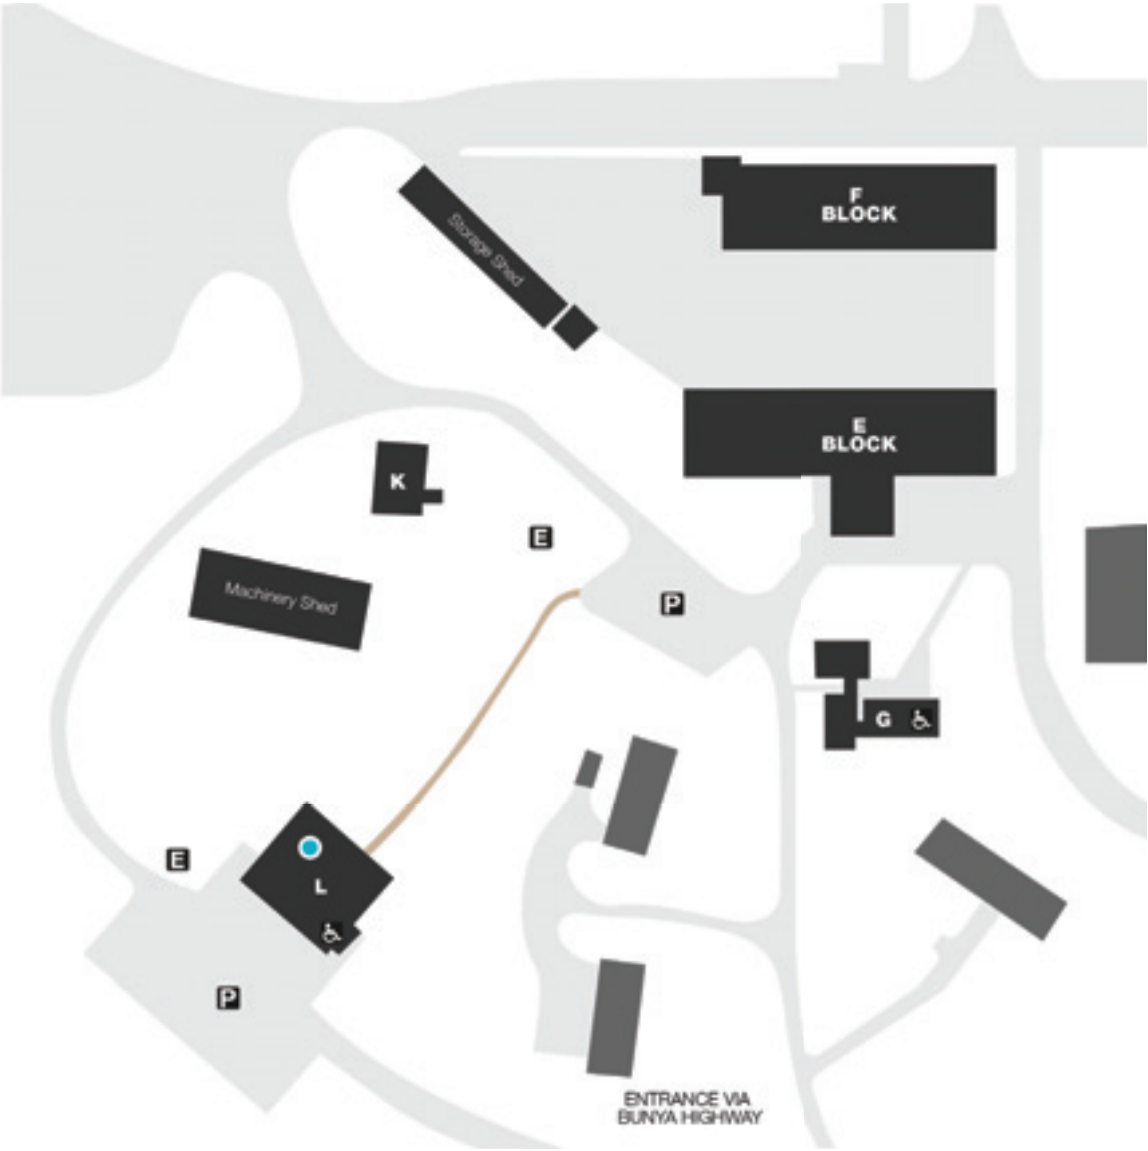 F
BLOCK
Storage Shed
E
BLOCK
K
E
Machinery Shed
P
G
E
L
P
ENTRANCE VIA
BUNYA HIGHWAY